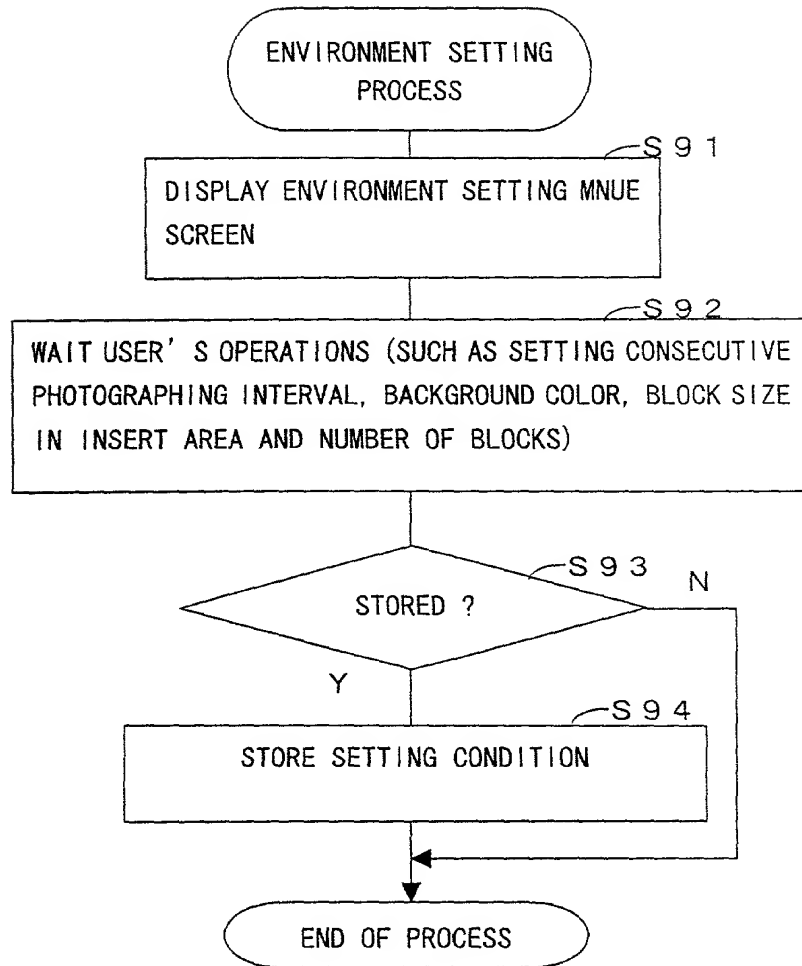 ENVIRONMENT SETTING
PROCESS
S91
DISPLAY ENVIRONMENT SETTING MNUE
SCREEN
S92
WAIT USER'S OPERATIONS (SUCH AS SETTING CONSECUTIVE
PHOTOGRAPHING INTERVAL, BACKGROUND COLOR, BLOCK SIZE
IN INSERT AREA AND NUMBER OF BLOCKS)
S93
N
STORED ?
Y
S94
STORE SETTING CONDITION
END OF PROCESS